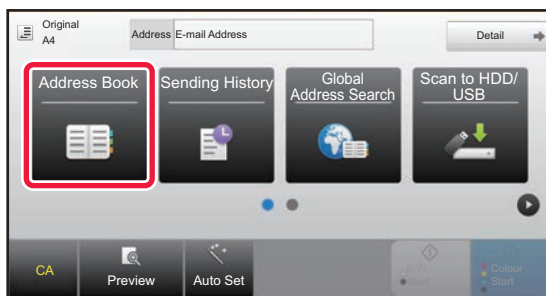 Original
A4
Address E-mail Address
Detail
Address Book
Sending History
Global
Address Search
Scan to HDD/
USB
CA
Preview
Auto Set
B/W
Start
Colour
Start